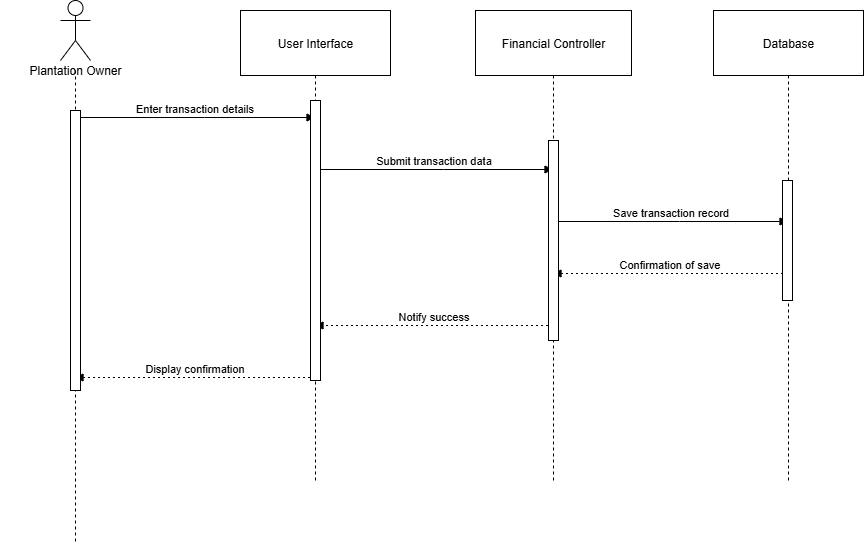 Plantation Owner
User Interface
Financial Controller
Database
Enter transaction details
Submit transaction data
Save transaction record
Confirmation of save
Notify success
Display confirmation